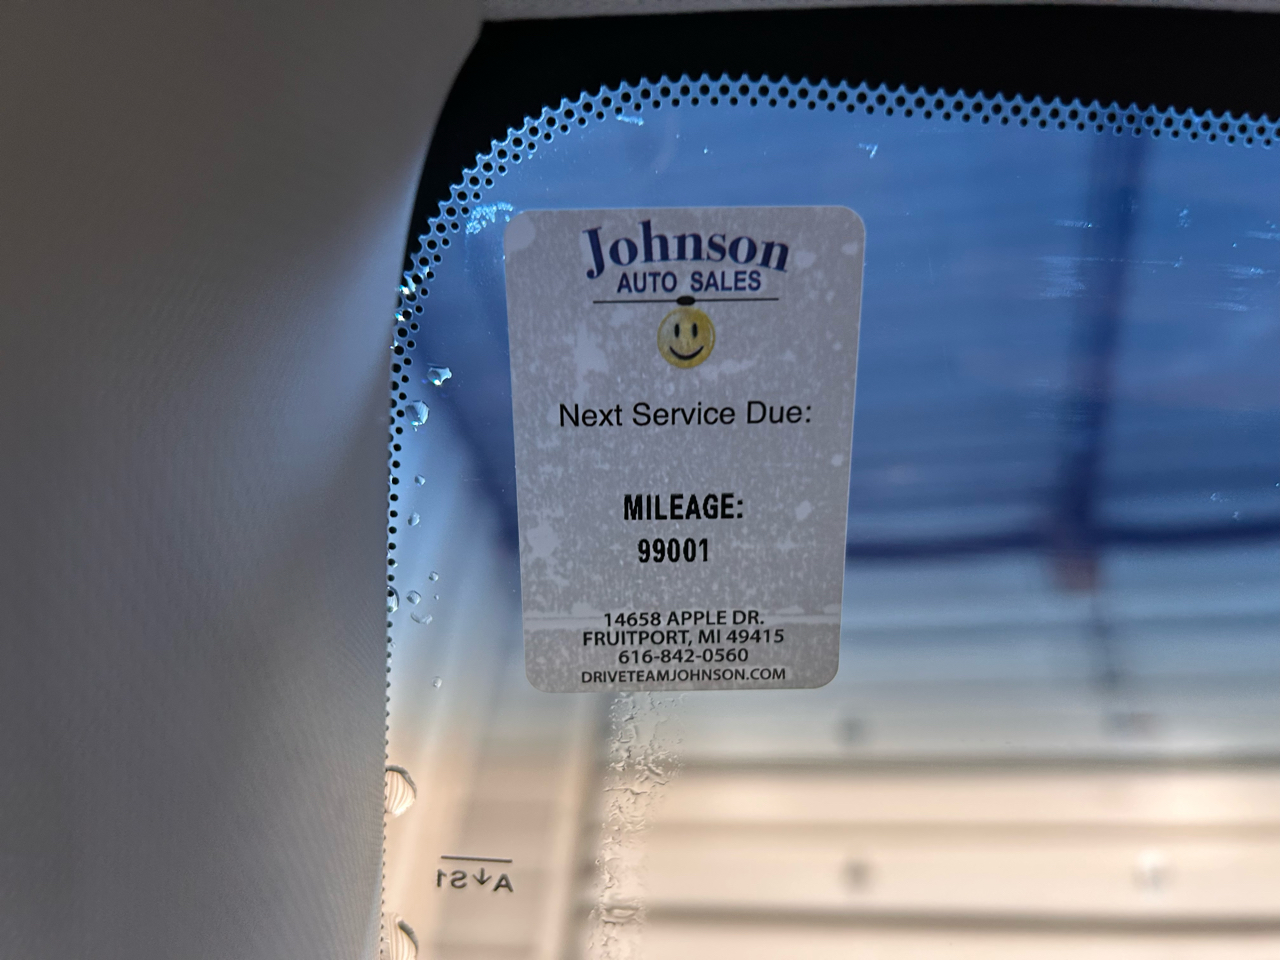 Johnson
AUTO SALES
Next Service Due:
MILEAGE:
99001
14658 APPLE DR.
FRUITPORT, MI 49415
616-842-0560
DRIVETEAMJOHNSON.COM
A↓S1